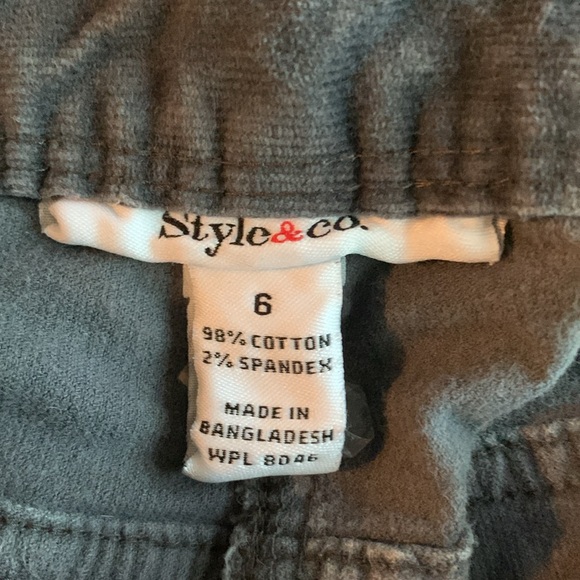 Style&co.
6
98% COTTON
2% SPANDEX
MADE IN
BANGLADESH
WPL 8046